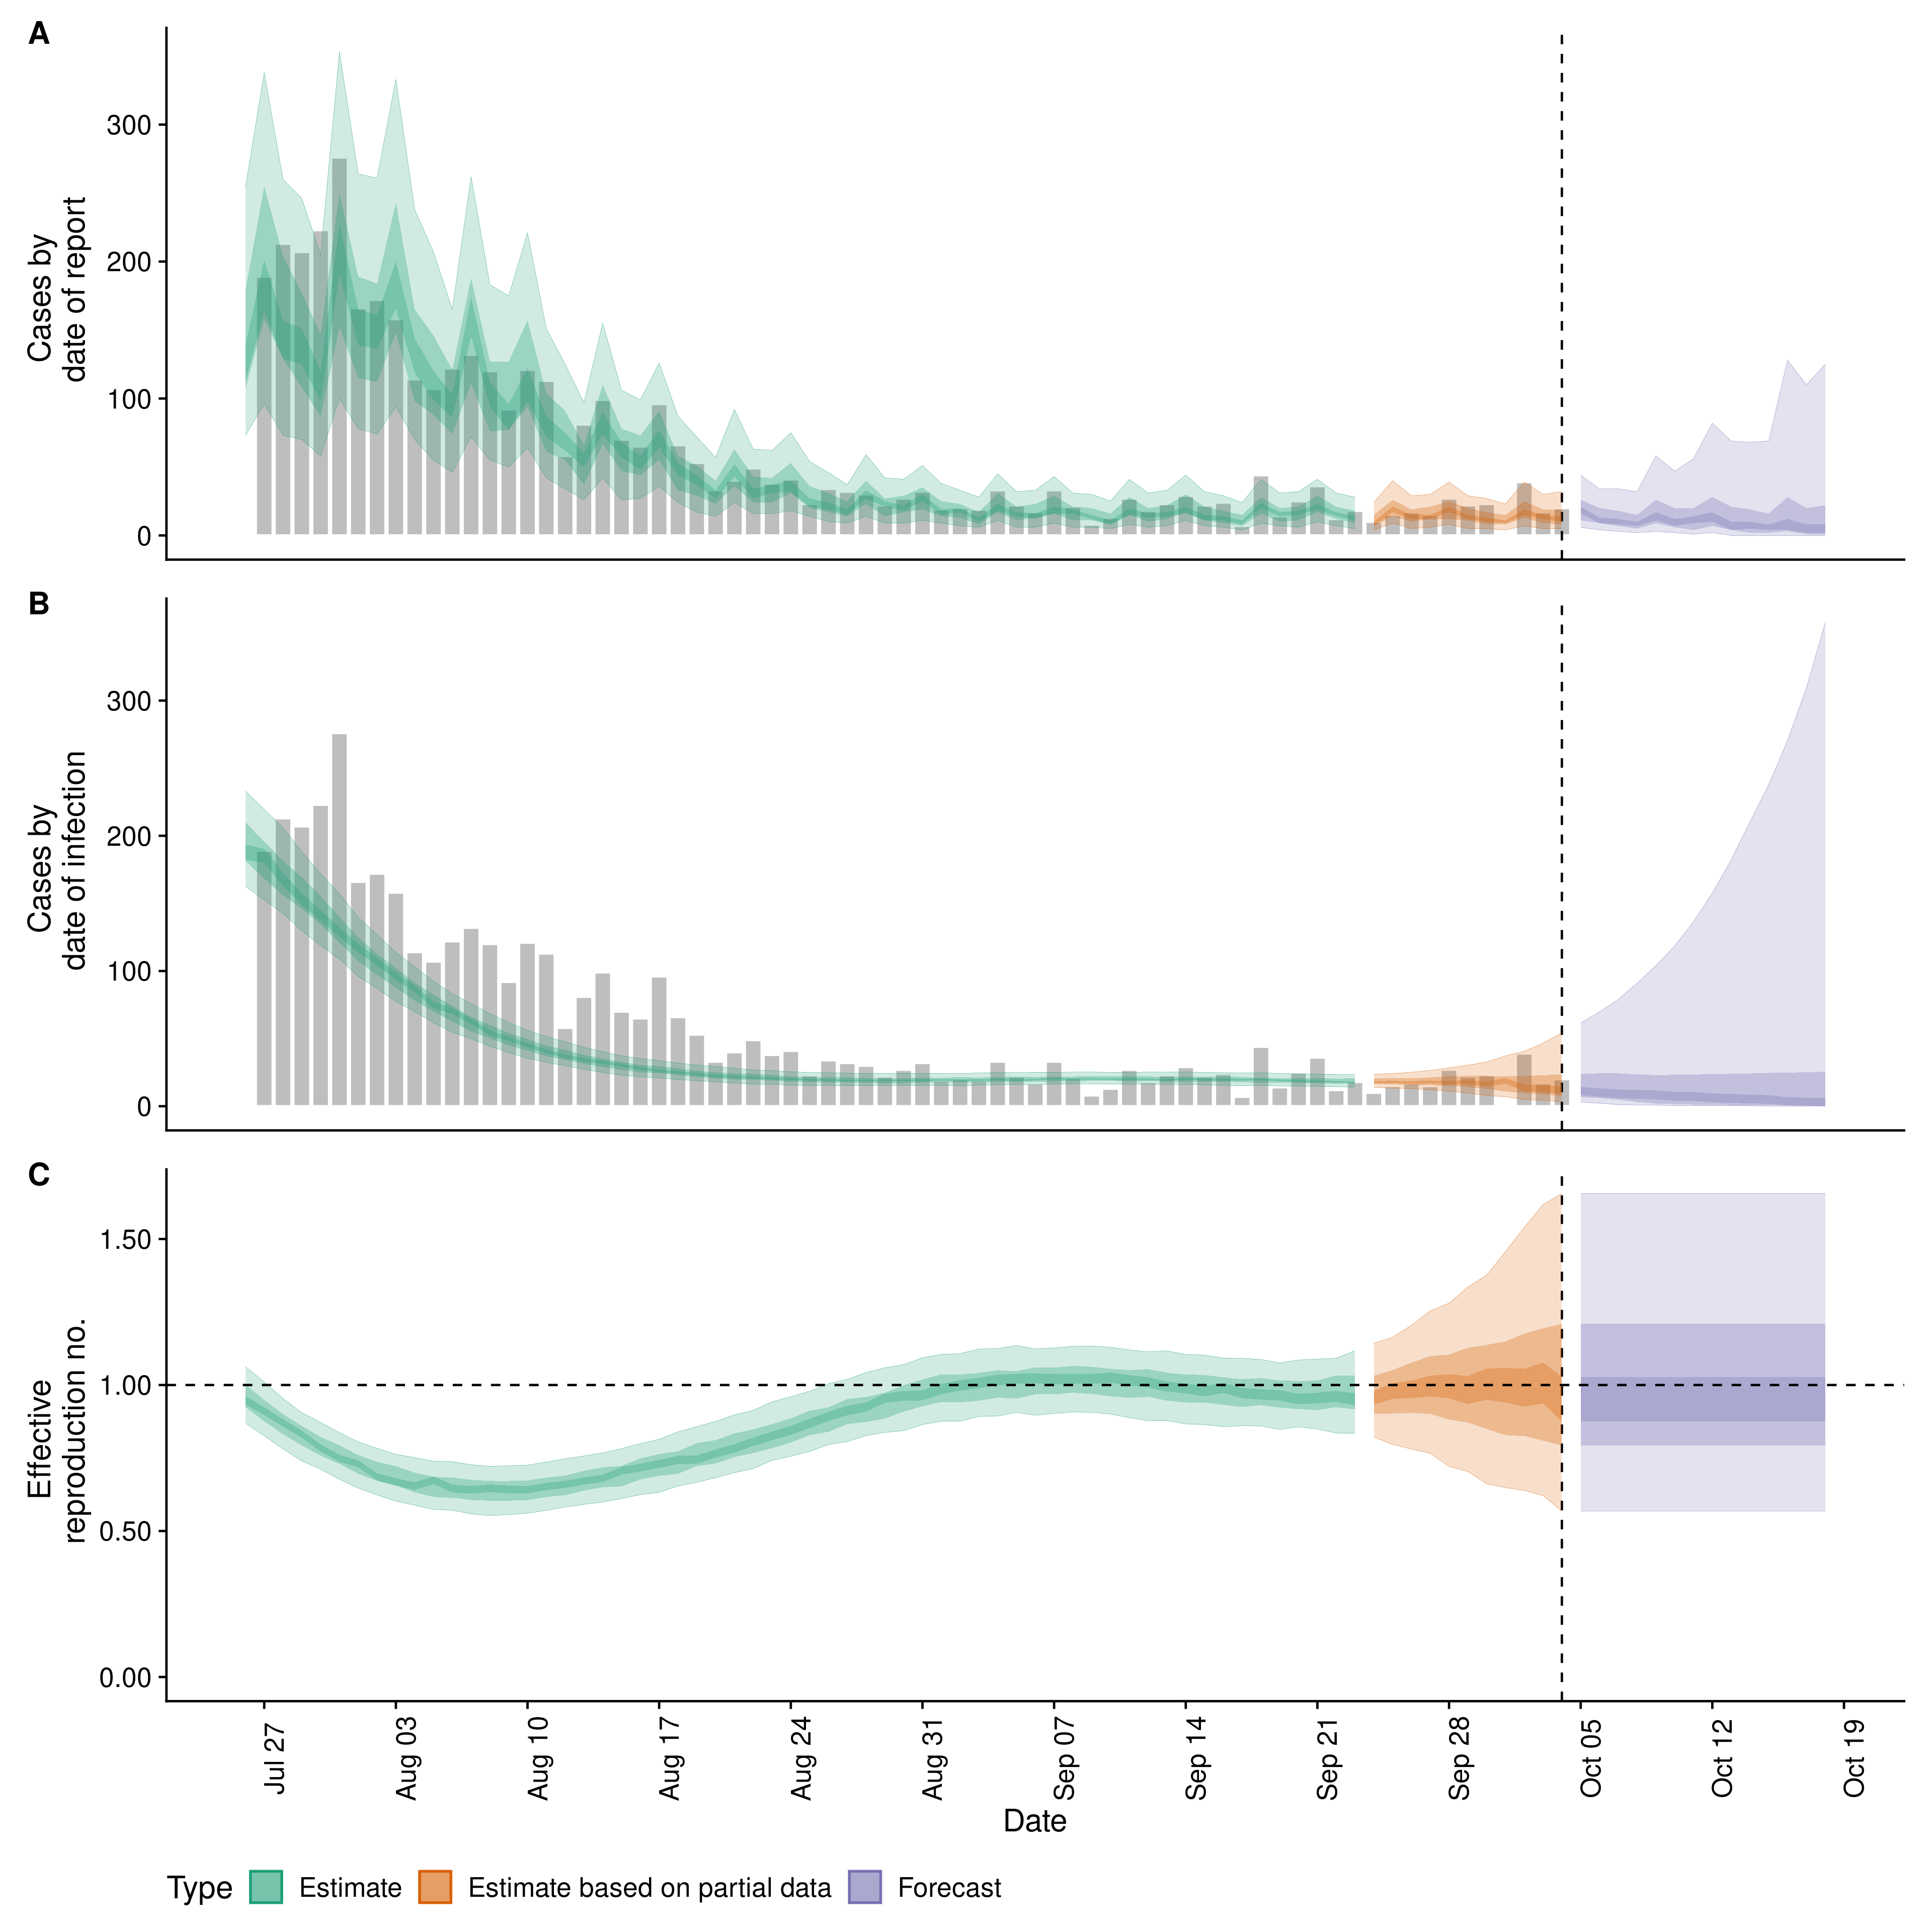 A
Cases by
date of report
300
200
100
0
B
Cases by
date of infection
300
200
100
0
C
Effective
reproduction no.
1.50
1.00
0.50
0.00
Jul 27
Aug 03
Aug 10
Aug 17
Aug 24
Aug 31
Sep 07
Sep 14
Sep 21
Sep 28
Oct 05
Oct 12
Oct 19
Date
Type
Estimate
Estimate based on partial data
Forecast